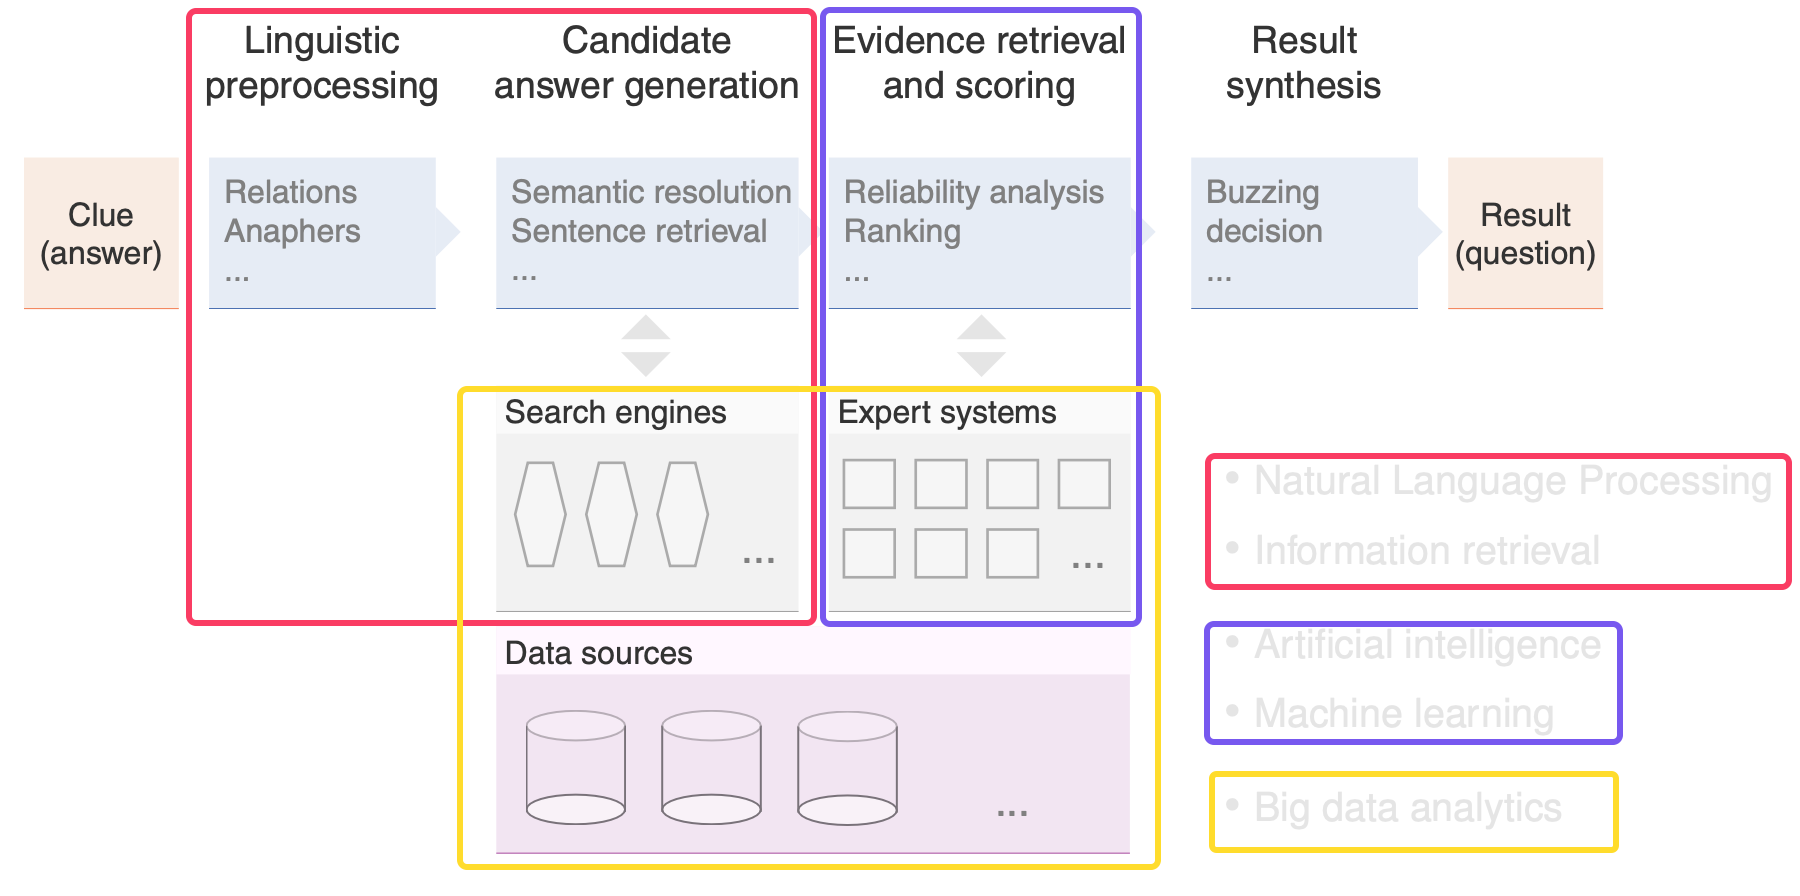 Linguistic
preprocessing
Candidate
answer generation
Evidence retrieval
and scoring
Result
synthesis
Clue
(answer)
Relations
Anaphers
...
Semantic resolution
Sentence retrieval
...
Reliability analysis
Ranking
...
Buzzing
decision
...
Result
(question)
Search engines
...
Expert systems
...
Data sources
...
• Natural Language Processing
• Information retrieval
• Artificial intelligence
• Machine learning
• Big data analytics